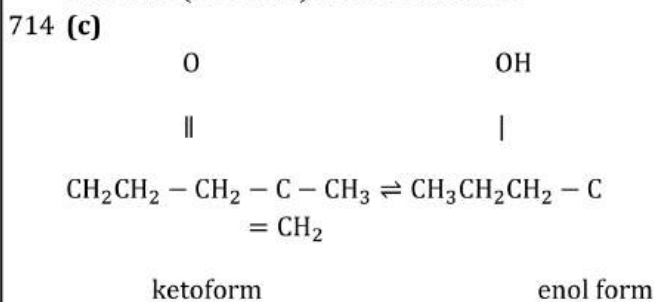 714 (c)
O OH
|| |
CH₂CH₂ − CH₂ − C − CH₃ ⇌ CH₃CH₂CH₂ − C
= CH₂
ketoform enol form